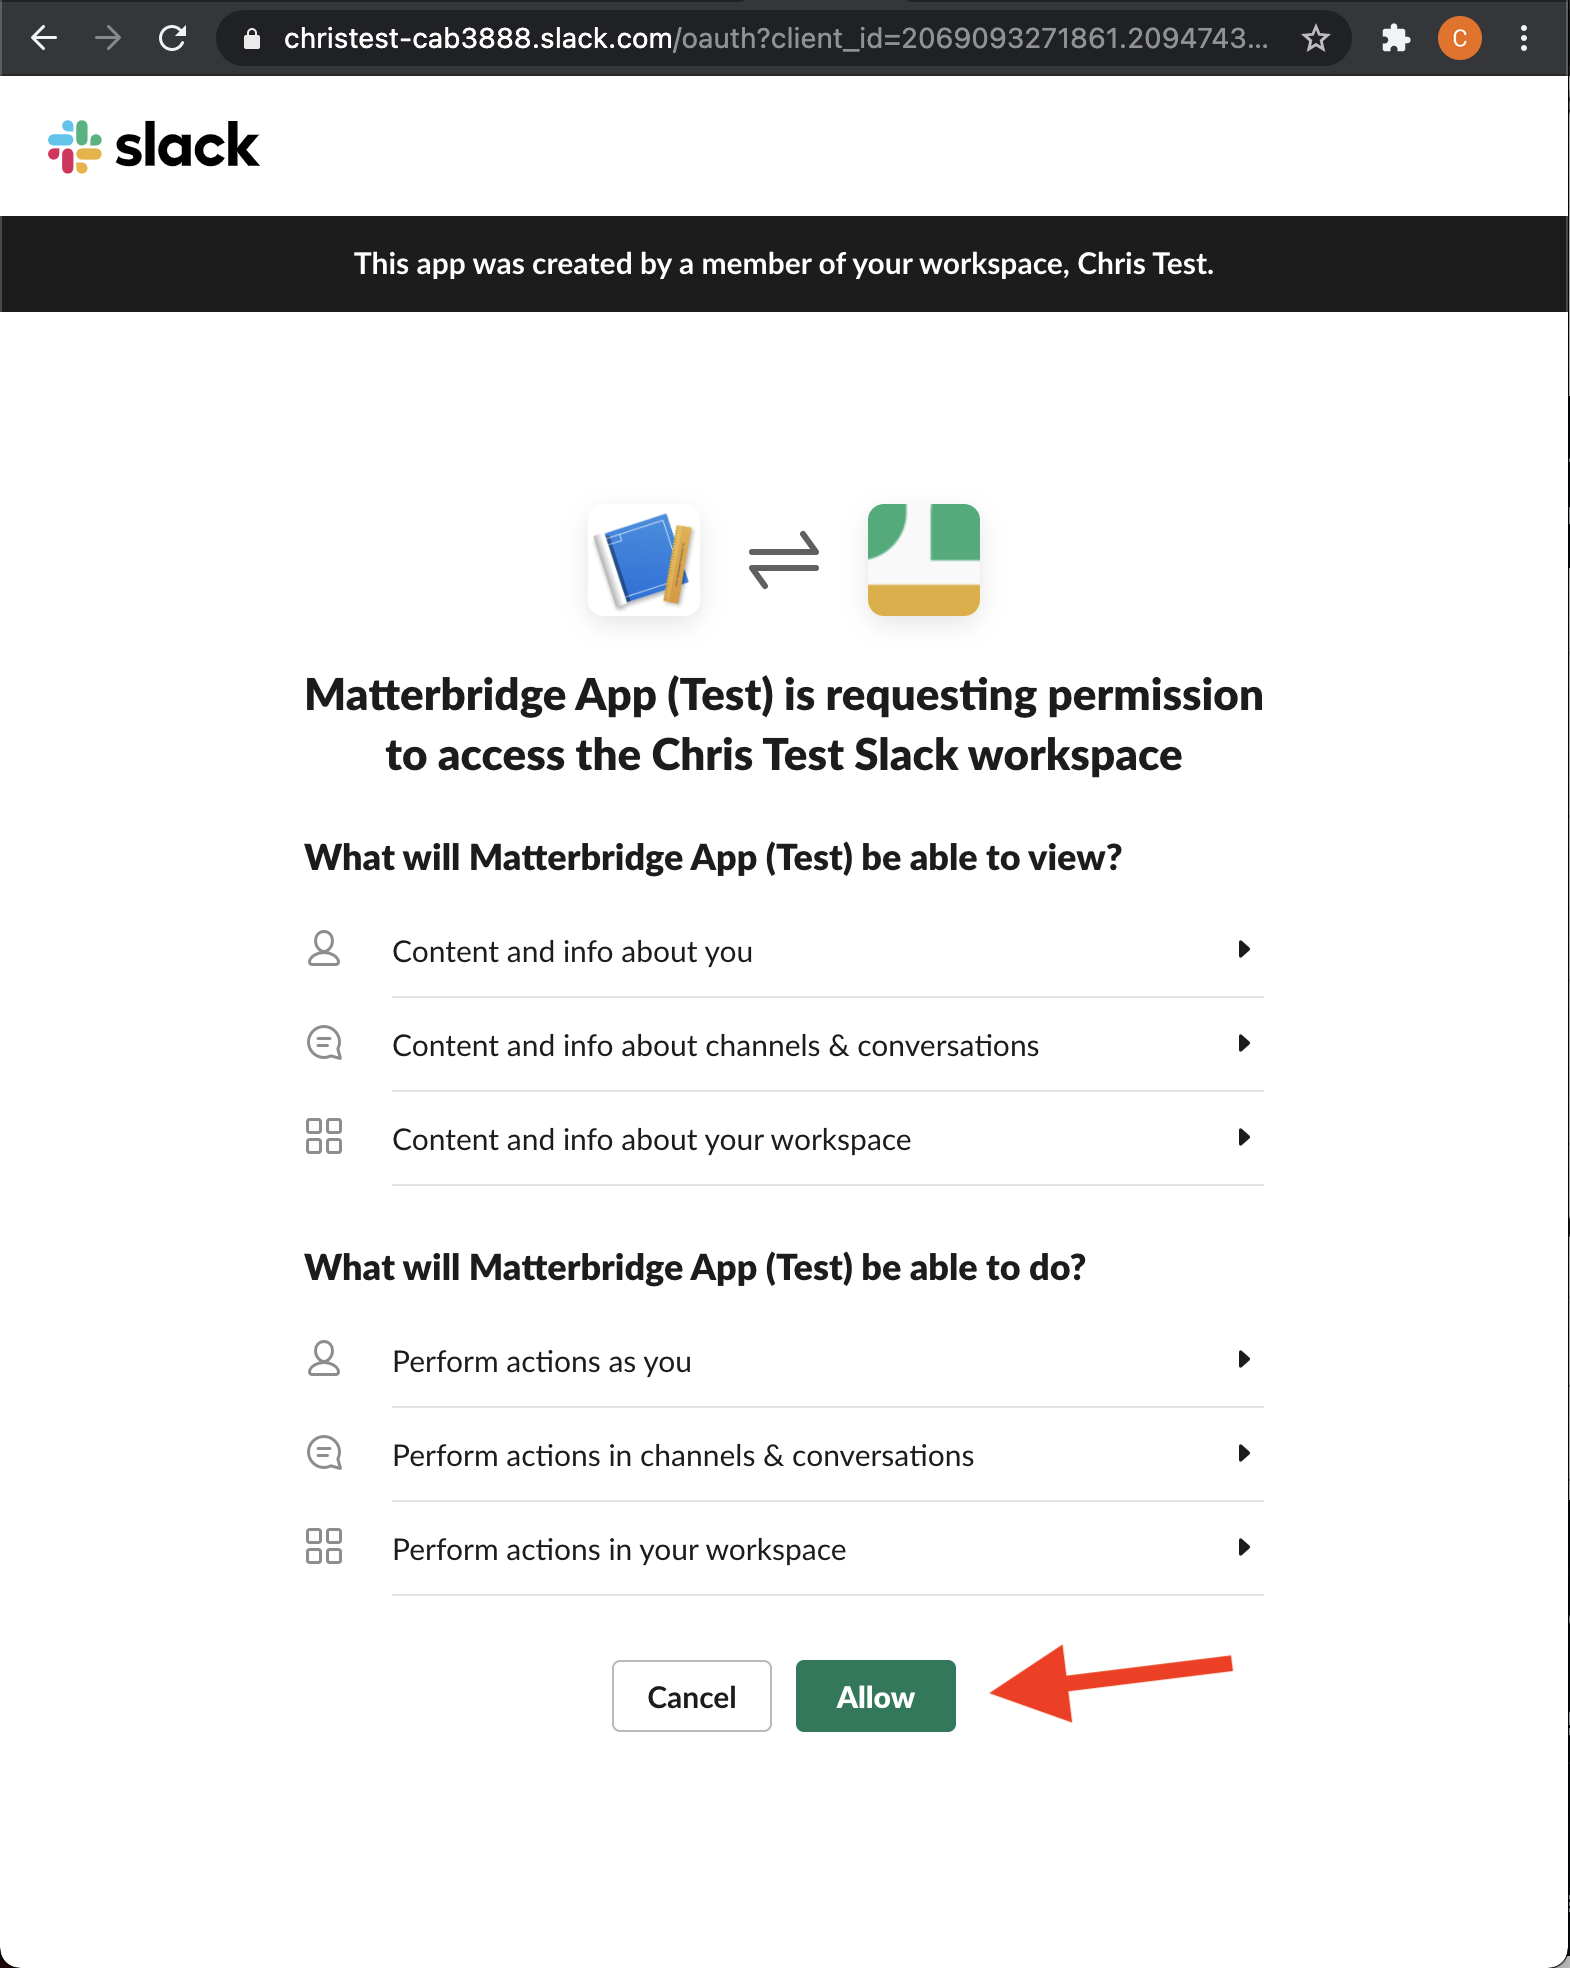 christest-cab3888.slack.com/oauth?client_id=2069093271861.2094743...
C
slack
This app was created by a member of your workspace, Chris Test.
Matterbridge App (Test) is requesting permission
to access the Chris Test Slack workspace
What will Matterbridge App (Test) be able to view?
Content and info about you
Content and info about channels & conversations
Content and info about your workspace
What will Matterbridge App (Test) be able to do?
Perform actions as you
Perform actions in channels & conversations
Perform actions in your workspace
Cancel
Allow